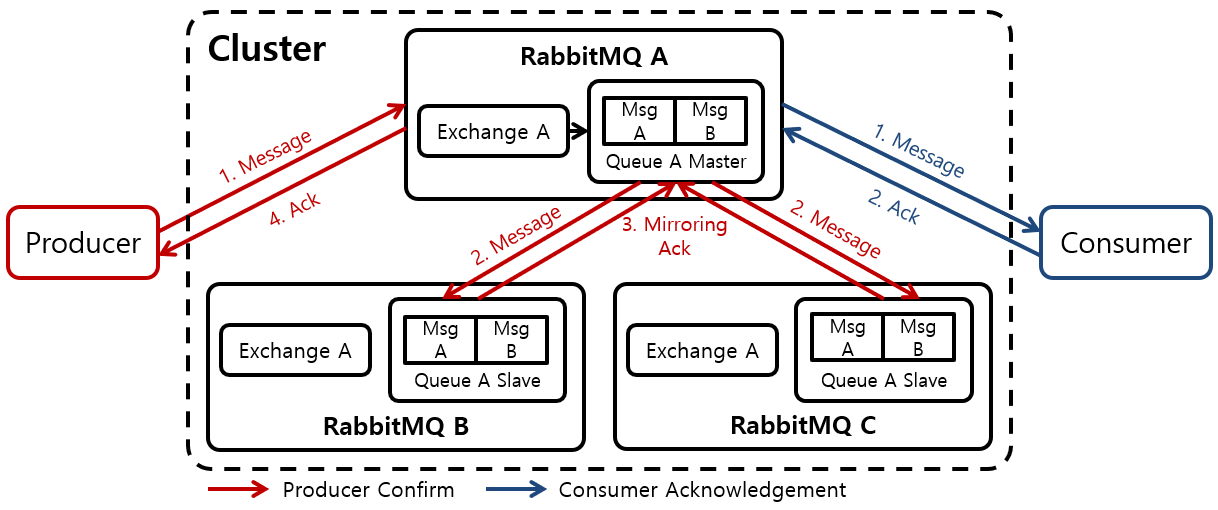 Cluster
RabbitMQ A
Exchange A
Msg
A
Msg
B
Queue A Master
1. Message
4. Ack
1. Message
2. Ack
Producer
Consumer
2. Message
3. Mirroring
Ack
2. Message
Exchange A
Msg
A
Msg
B
Queue A Slave
RabbitMQ B
Exchange A
Msg
A
Msg
B
Queue A Slave
RabbitMQ C
Producer Confirm
Consumer Acknowledgement